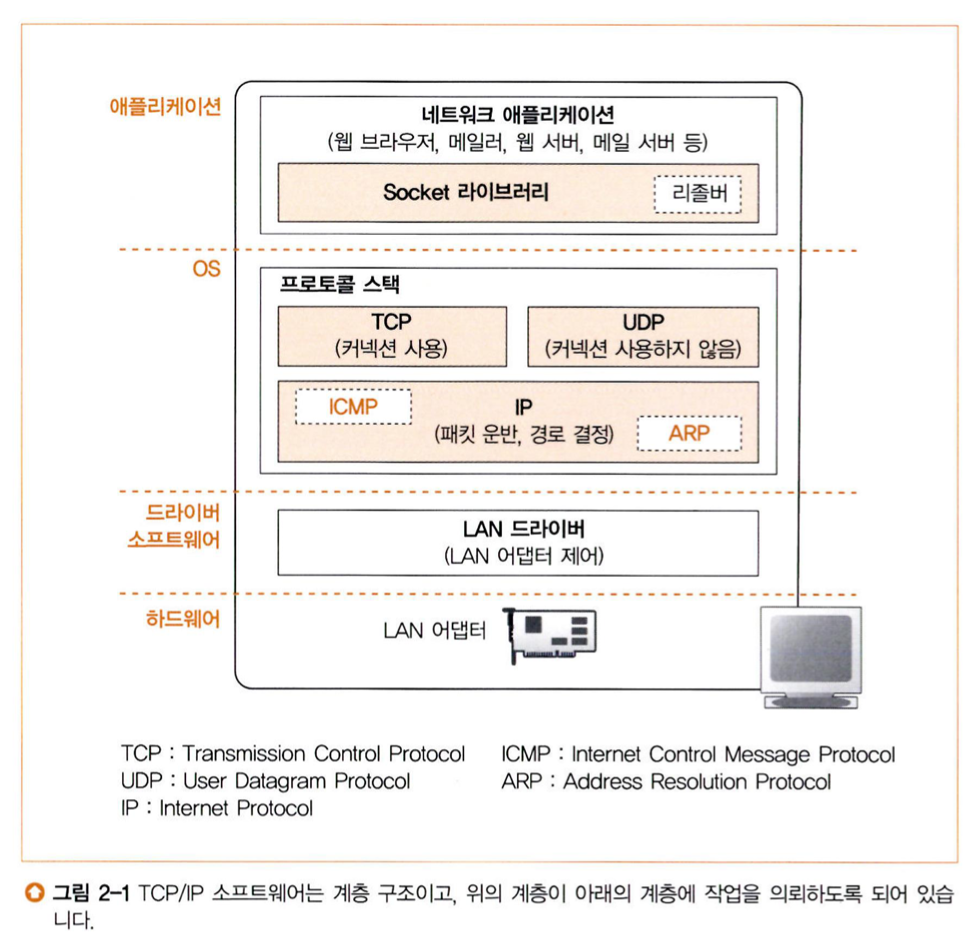 애플리케이션
네트워크 애플리케이션
(웹 브라우저, 메일러, 웹 서버, 메일 서버 등)
Socket 라이브러리
리졸버
OS
프로토콜 스택
TCP
(커넥션 사용)
UDP
(커넥션 사용하지 않음)
ICMP
IP
(패킷 운반, 경로 결정)
ARP
드라이버
소프트웨어
LAN 드라이버
(LAN 어댑터 제어)
하드웨어
LAN 어댑터
TCP : Transmission Control Protocol
UDP : User Datagram Protocol
IP : Internet Protocol
ICMP : Internet Control Message Protocol
ARP : Address Resolution Protocol
그림 2-1 TCP/IP 소프트웨어는 계층 구조이고, 위의 계층이 아래의 계층에 작업을 의뢰하도록 되어 있습
니다.